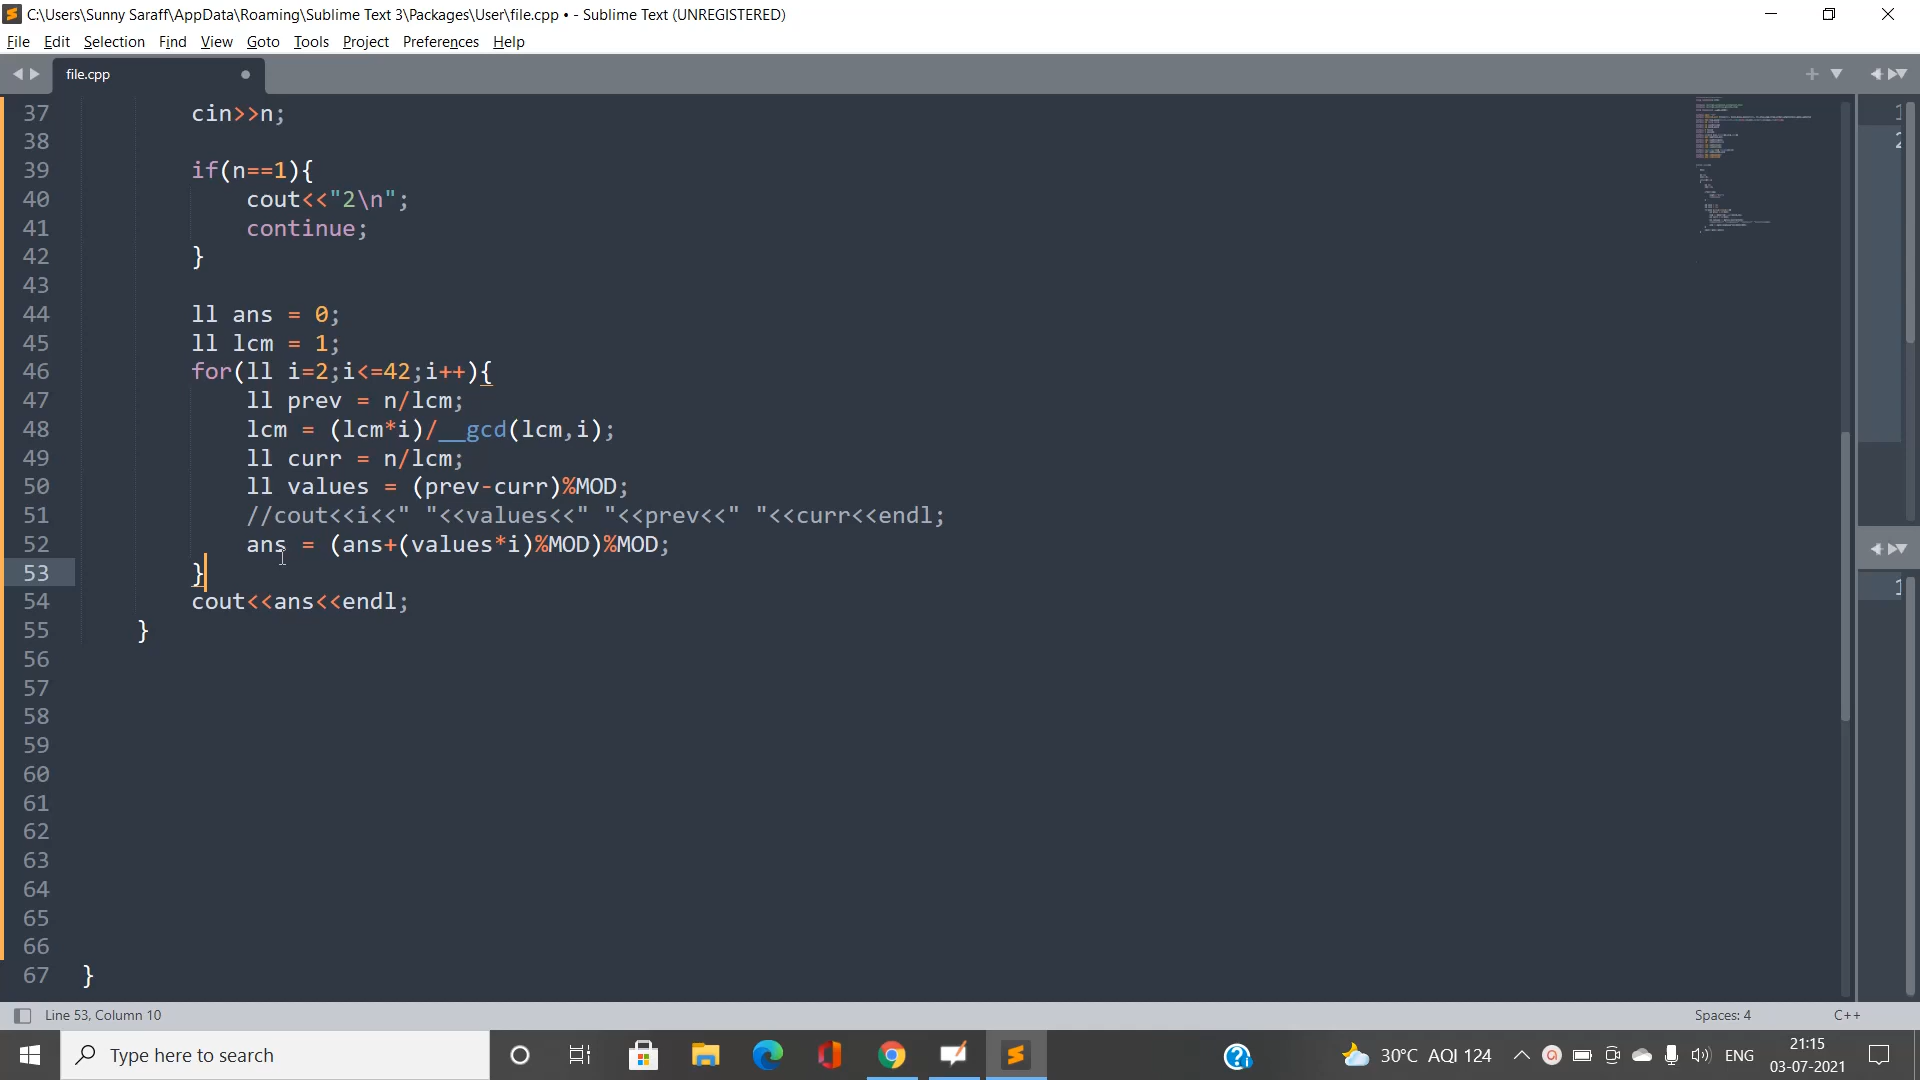 C:\Users\Sunny Saraff\AppData\Roaming\Sublime Text 3\Packages\User\file.cpp • - Sublime Text (UNREGISTERED)
File Edit Selection Find View Goto Tools Project Preferences Help
file.cpp
37 cin>>n;
38
39 if(n==1){
40 cout<<"2\n";
41 continue;
42 }
43
44 ll ans = 0;
45 ll lcm = 1;
46 for(ll i=2;i<=42;i++){
47 ll prev = n/lcm;
48 lcm = (lcm*i)/__gcd(lcm,i);
49 ll curr = n/lcm;
50 ll values = (prev-curr)%MOD;
51 //cout<<i<<" "<<values<<" "<<prev<<" "<<curr<<endl;
52 ans = (ans+(values*i)%MOD)%MOD;
53 }
54 cout<<ans<<endl;
55 }
56
57
58
59
60
61
62
63
64
65
66
67 }
1
2
1
Line 53, Column 10
Spaces: 4
C++
Type here to search
30°C AQI 124
ENG
21:15
03-07-2021